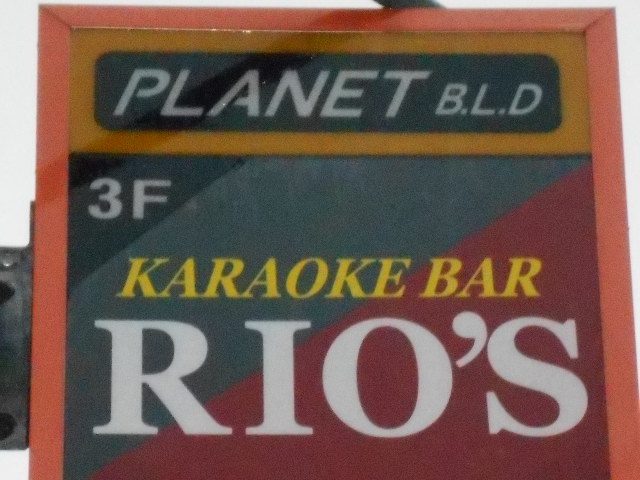 PLANET B.L.D
3F
KARAOKE BAR
RIO'S